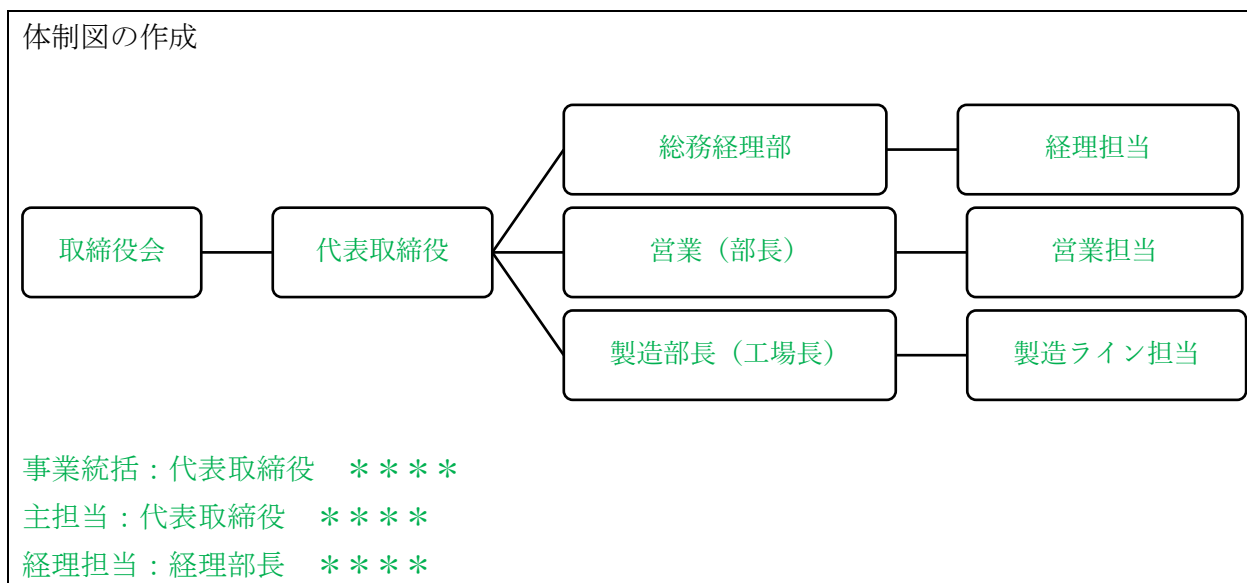 体制図の作成
総務経理部 経理担当
取締役会 代表取締役 営業(部長) 営業担当
製造部長(工場長) 製造ライン担当
事業統括:代表取締役 ****
主担当:代表取締役 ****
経理担当:経理部長 ****